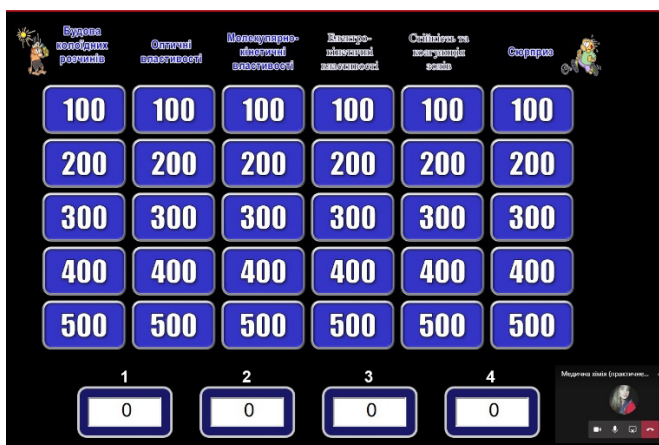 Будова
колоїдних
розчинів
Оптичні
властивості
Молекулярно-
кінетичні
властивості
Електро-
кінетичні
властивості
Стійкість та
коагуляція
золів
Сюрприз
100 100 100 100 100 100
200 200 200 200 200 200
300 300 300 300 300 300
400 400 400 400 400 400
500 500 500 500 500 500
1 2 3 4
0 0 0 0
Медична хімія (практичне...